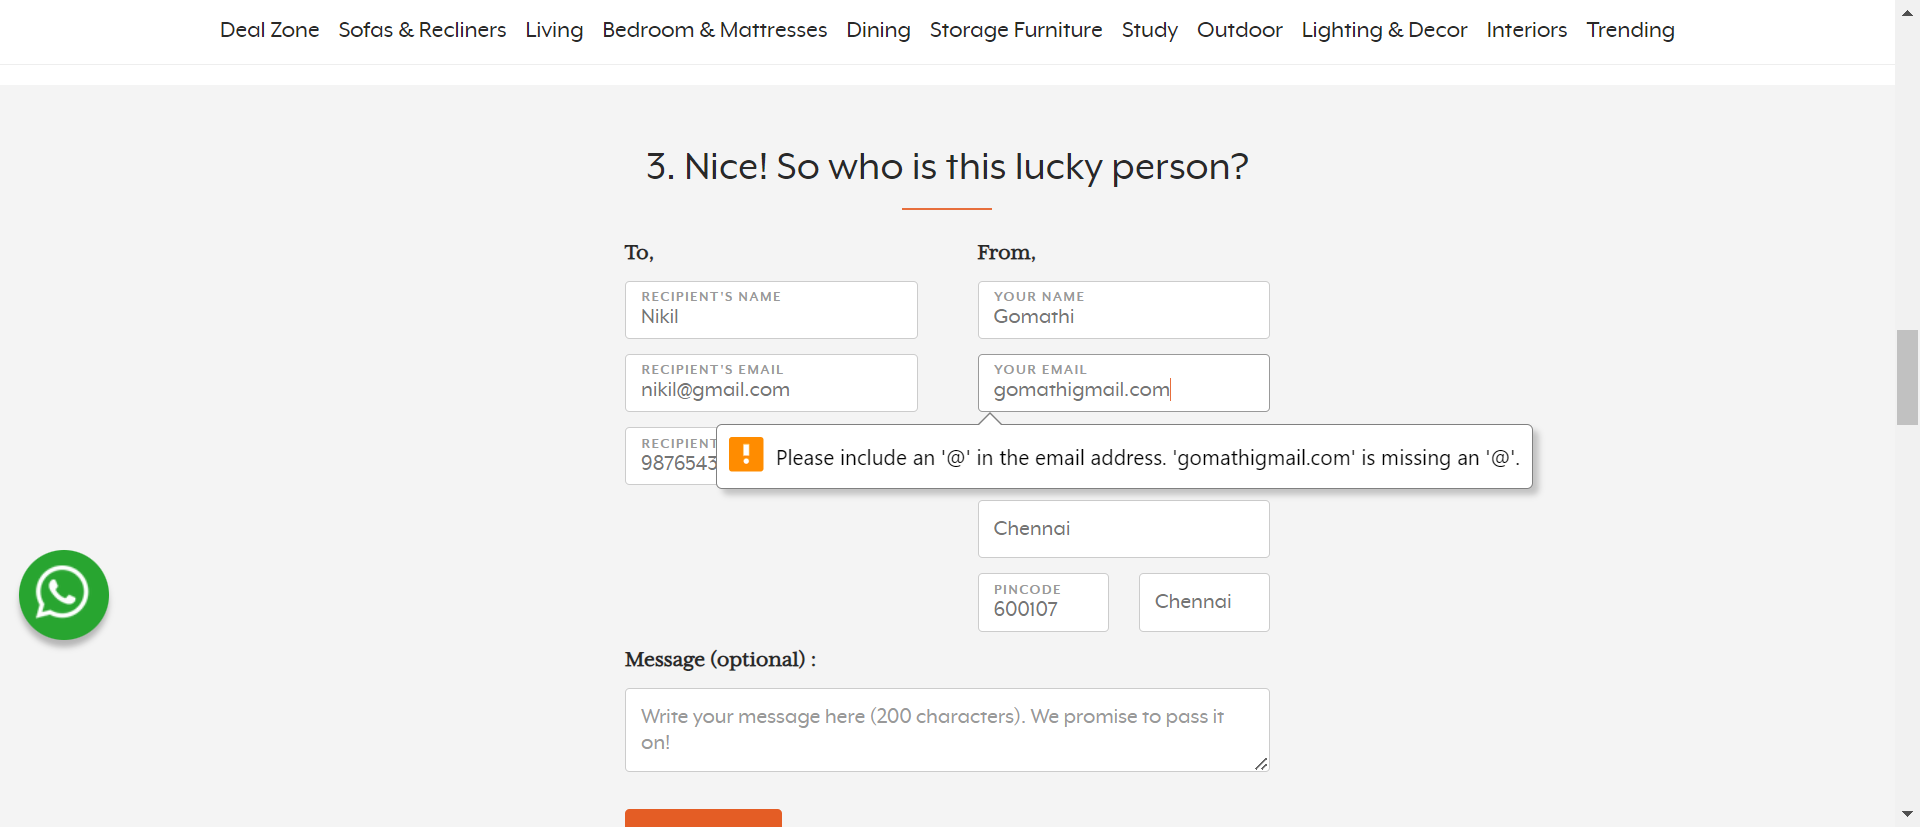 Deal Zone Sofas & Recliners Living Bedroom & Mattresses Dining Storage Furniture Study Outdoor Lighting & Decor Interiors Trending
3. Nice! So who is this lucky person?
To,
From,
RECIPIENT'S NAME
Nikil
YOUR NAME
Gomathi
RECIPIENT'S EMAIL
nikil@gmail.com
YOUR EMAIL
gomathigmail.com
RECIPIENT
9876543
Please include an '@' in the email address. 'gomathigmail.com' is missing an '@'.
Chennai
PINCODE
600107
Chennai
Message (optional) :
Write your message here (200 characters). We promise to pass it
on!